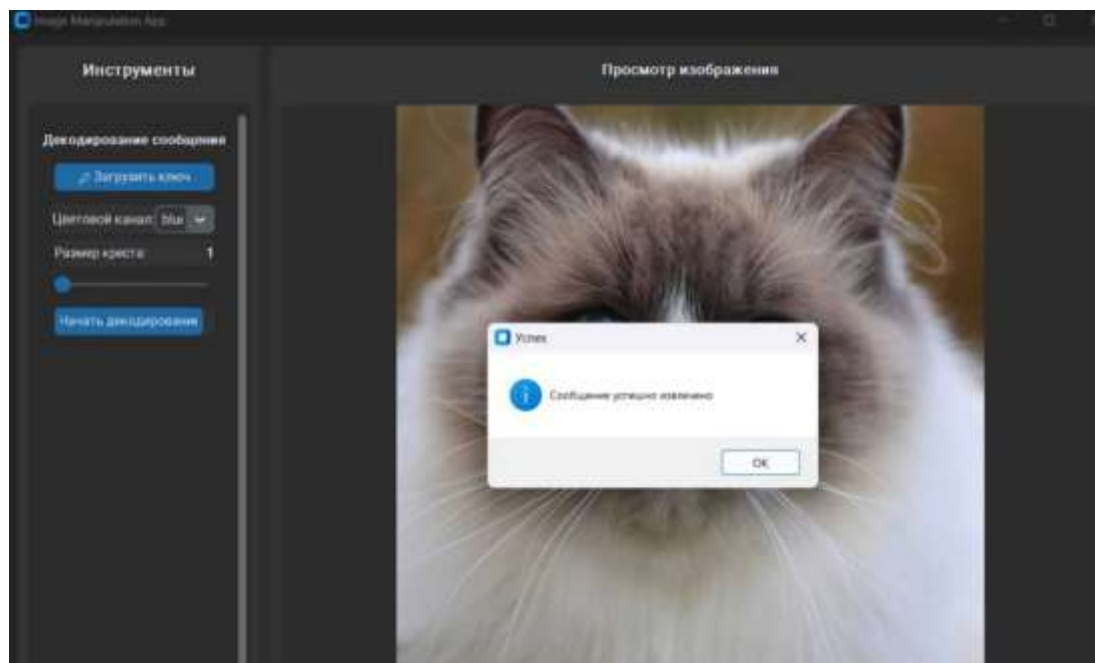 Image Manipulation App
Инструменты
Просмотр изображения
Декодирование сообщения
Загрузить ключ
Цветовой канал: blue
Размер креста: 1
Начать декодирование
Успех
Сообщение успешно извлечено
OK